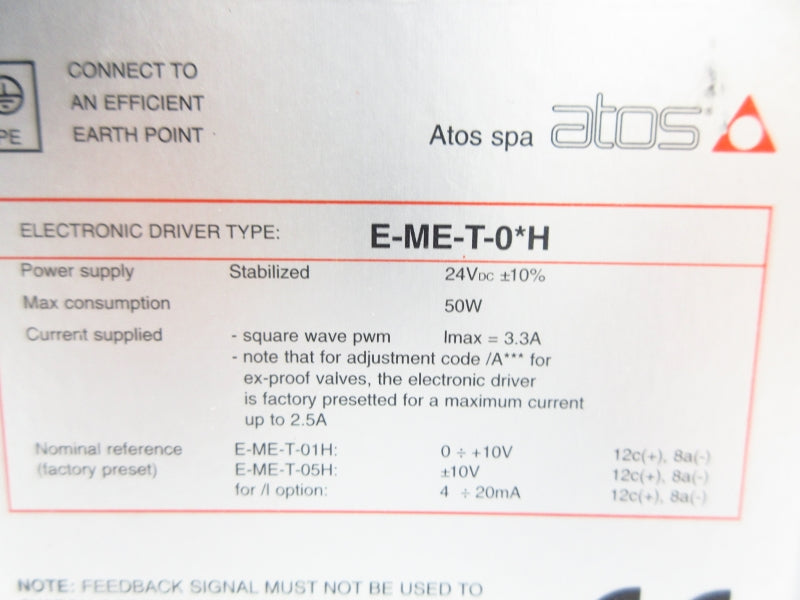 CONNECT TO
AN EFFICIENT
EARTH POINT
PE
Atos spa atos
ELECTRONIC DRIVER TYPE: E-ME-T-0*H
Power supply Stabilized 24VDC ±10%
Max consumption 50W
Current supplied - square wave pwm Imax = 3.3A
- note that for adjustment code /A*** for
ex-proof valves, the electronic driver
is factory presetted for a maximum current
up to 2.5A
Nominal reference E-ME-T-01H: 0 ÷ +10V 12c(+), 8a(-)
(factory preset) E-ME-T-05H: ±10V 12c(+), 8a(-)
for /I option: 4 ÷ 20mA 12c(+), 8a(-)
NOTE: FEEDBACK SIGNAL MUST NOT BE USED TO